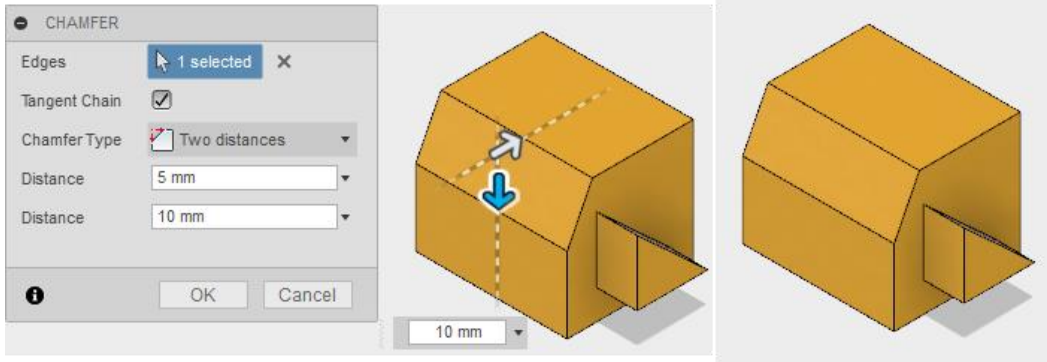 CHAMFER
Edges 1 selected
Tangent Chain
Chamfer Type Two distances
Distance 5 mm
Distance 10 mm
OK Cancel
10 mm